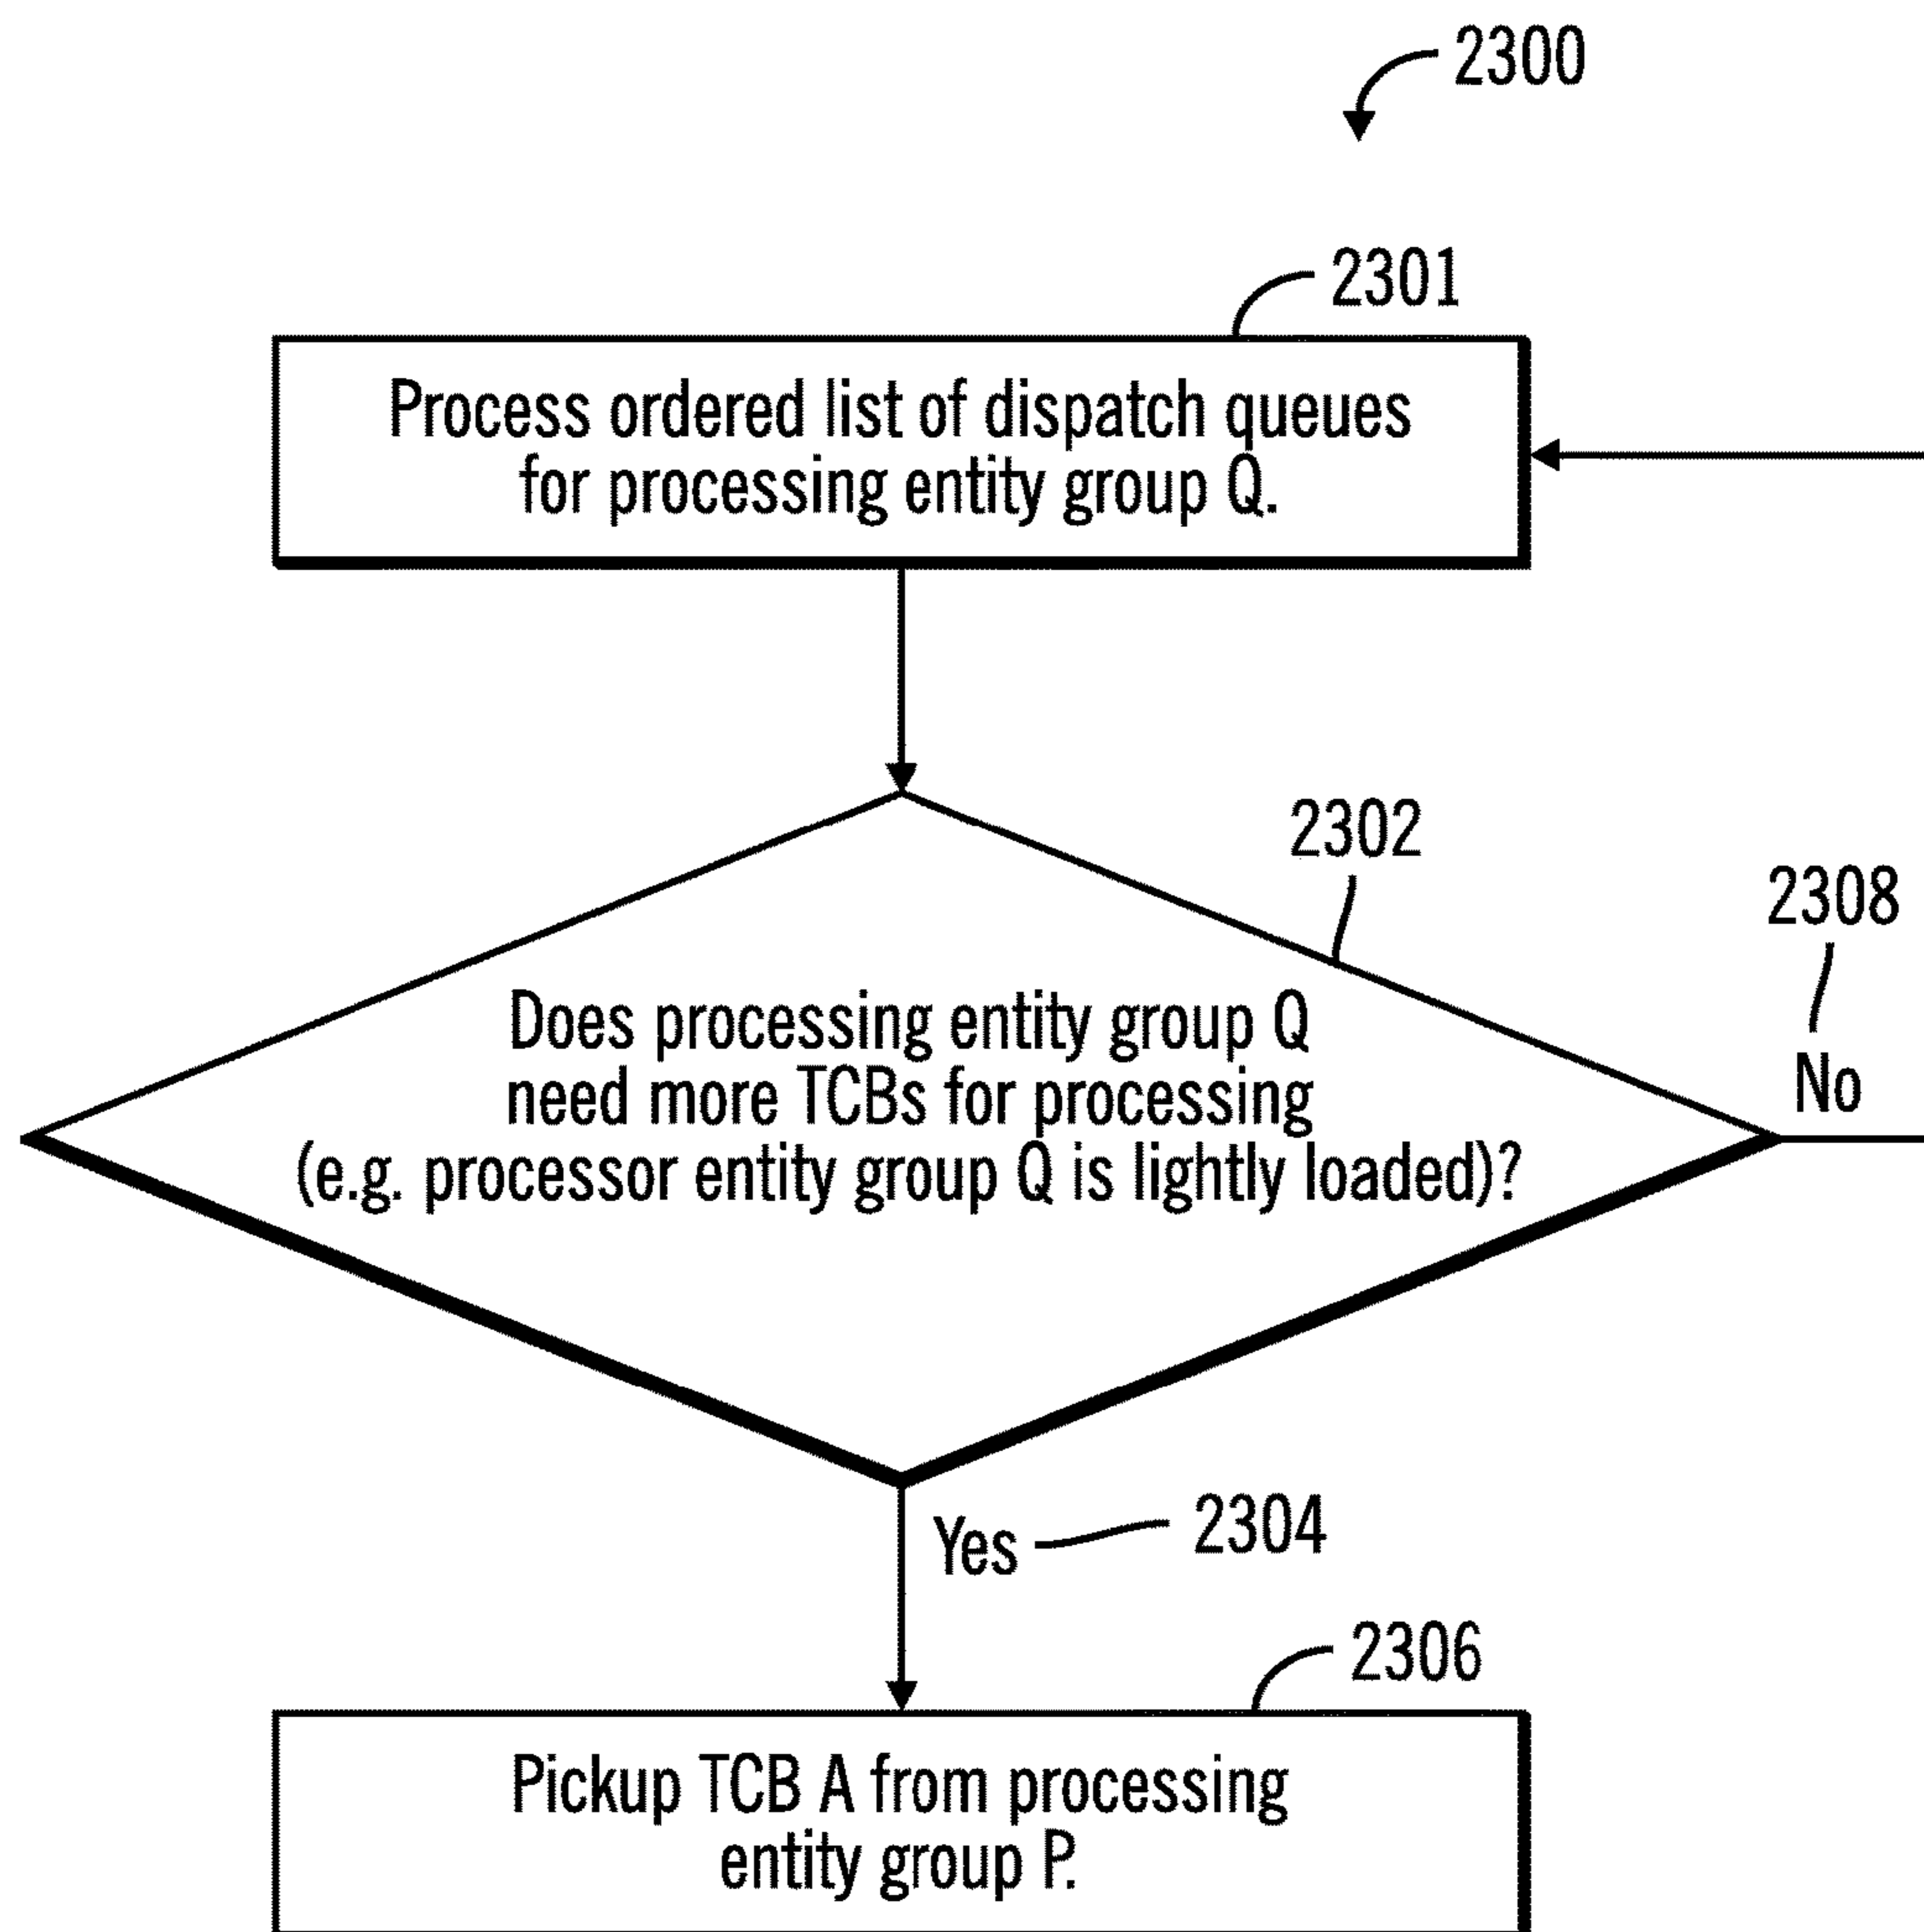 2300
2301
Process ordered list of dispatch queues
for processing entity group Q.
2302
2308
Does processing entity group Q
need more TCBs for processing
(e.g. processor entity group Q is lightly loaded)?
No
Yes
2304
2306
Pickup TCB A from processing
entity group P.